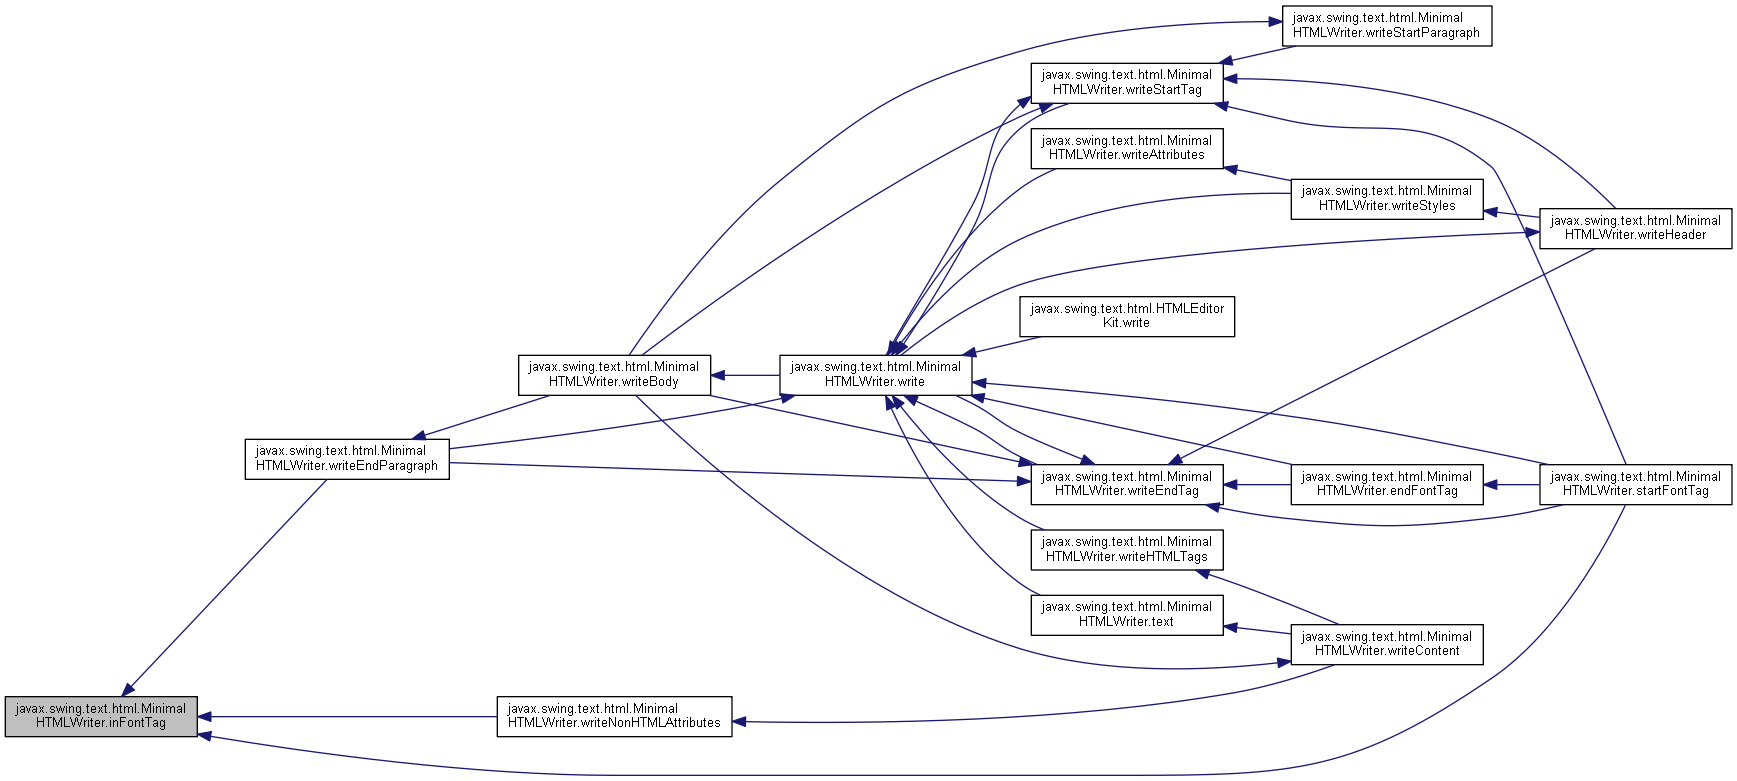 javax.swing.text.html.Minimal
HTMLWriter.writeStartParagraph
javax.swing.text.html.Minimal
HTMLWriter.writeStartTag
javax.swing.text.html.Minimal
HTMLWriter.writeAttributes
javax.swing.text.html.Minimal
HTMLWriter.writeStyles
javax.swing.text.html.Minimal
HTMLWriter.writeHeader
javax.swing.text.html.HTMLEditor
Kit.write
javax.swing.text.html.Minimal
HTMLWriter.writeBody
javax.swing.text.html.Minimal
HTMLWriter.write
javax.swing.text.html.Minimal
HTMLWriter.writeEndParagraph
javax.swing.text.html.Minimal
HTMLWriter.writeEndTag
javax.swing.text.html.Minimal
HTMLWriter.endFontTag
javax.swing.text.html.Minimal
HTMLWriter.startFontTag
javax.swing.text.html.Minimal
HTMLWriter.writeHTMLTags
javax.swing.text.html.Minimal
HTMLWriter.text
javax.swing.text.html.Minimal
HTMLWriter.writeContent
javax.swing.text.html.Minimal
HTMLWriter.inFontTag
javax.swing.text.html.Minimal
HTMLWriter.writeNonHTMLAttributes